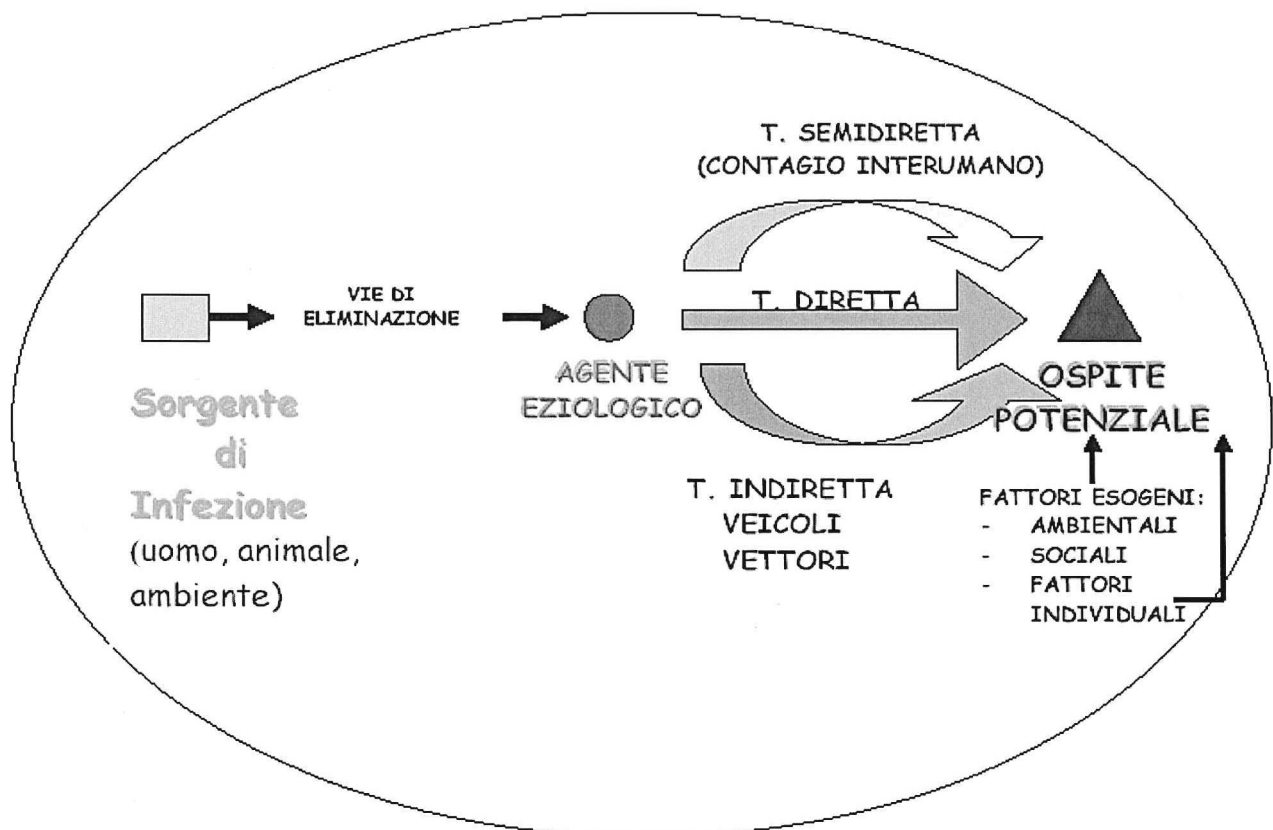 T. SEMIDIRETTA
(CONTAGIO INTERUMANO)
VIE DI
ELIMINAZIONE
T. DIRETTA
Sorgente
di
Infezione
(uomo, animale,
ambiente)
AGENTE
EZIOLOGICO
OSPITE
POTENZIALE
T. INDIRETTA
VEICOLI
VETTORI
FATTORI ESOGENI:
- AMBIENTALI
- SOCIALI
- FATTORI
INDIVIDUALI